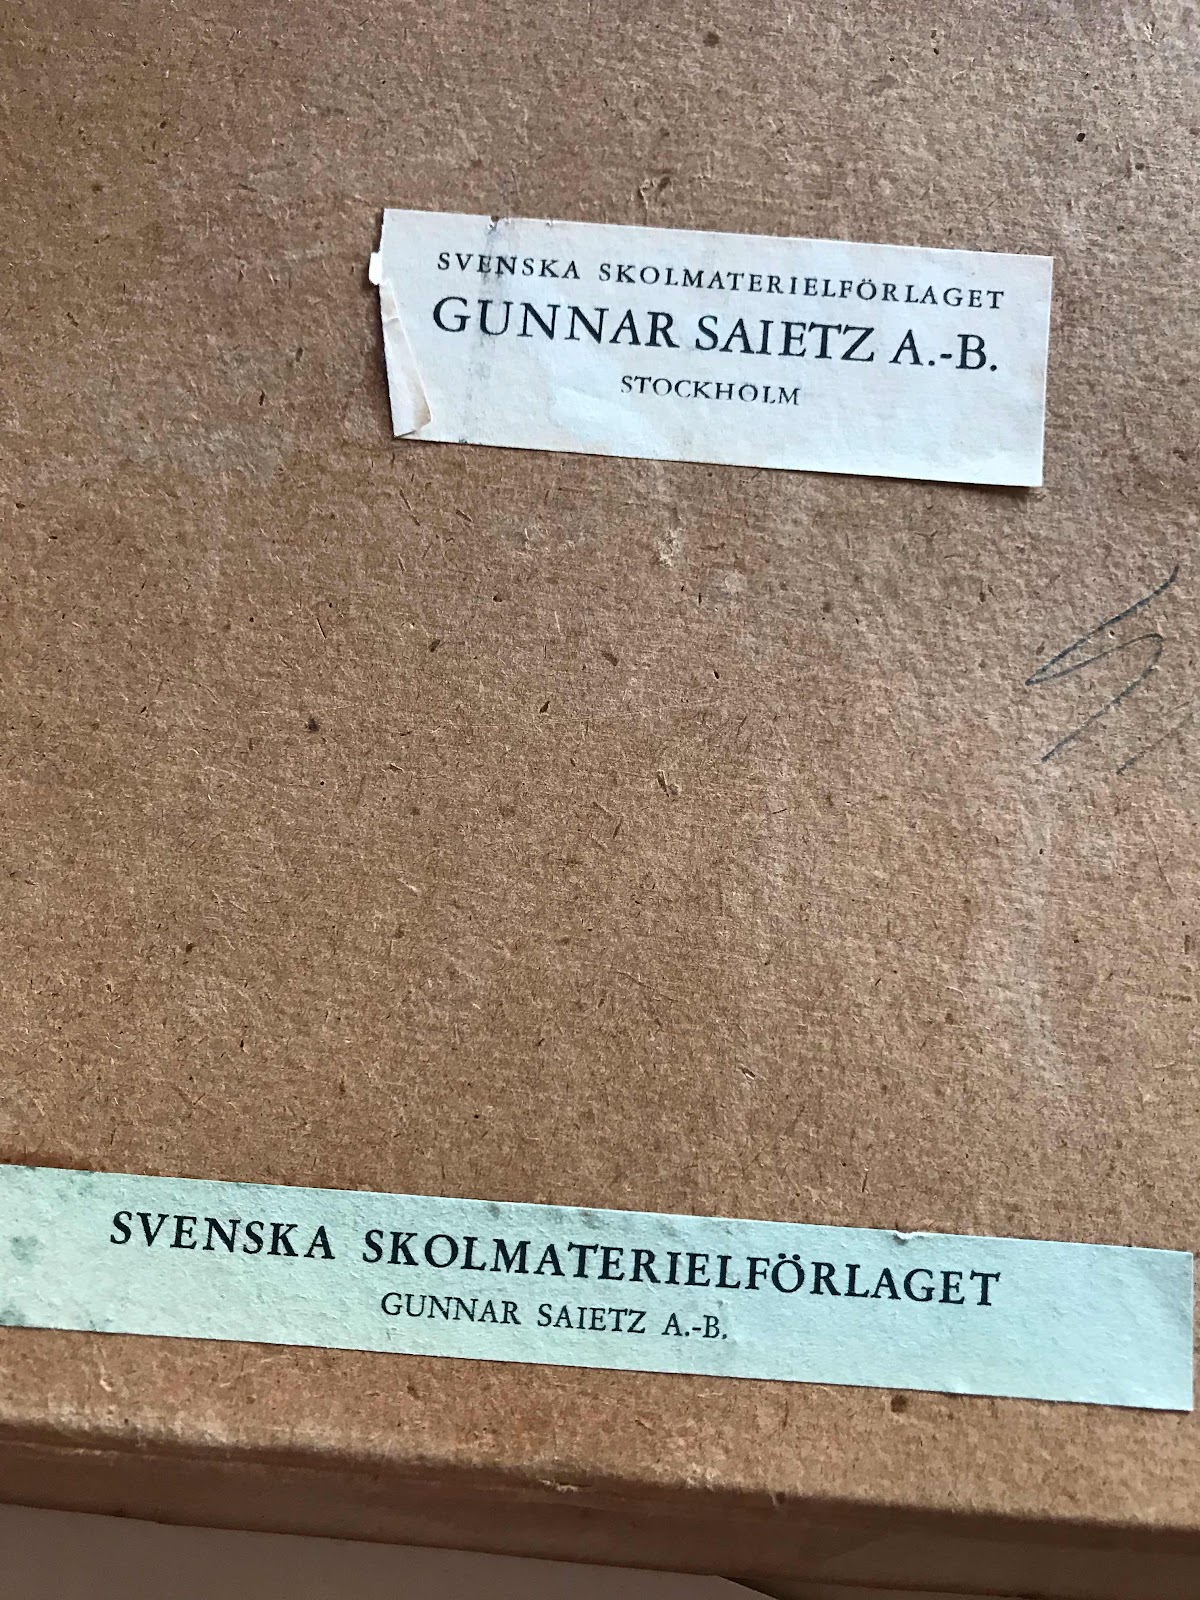 SVENSKA SKOLMATERIELFÖRLAGET
GUNNAR SAIETZ A.-B.
STOCKHOLM
SVENSKA SKOLMATERIELFÖRLAGET
GUNNAR SAIETZ A.-B.